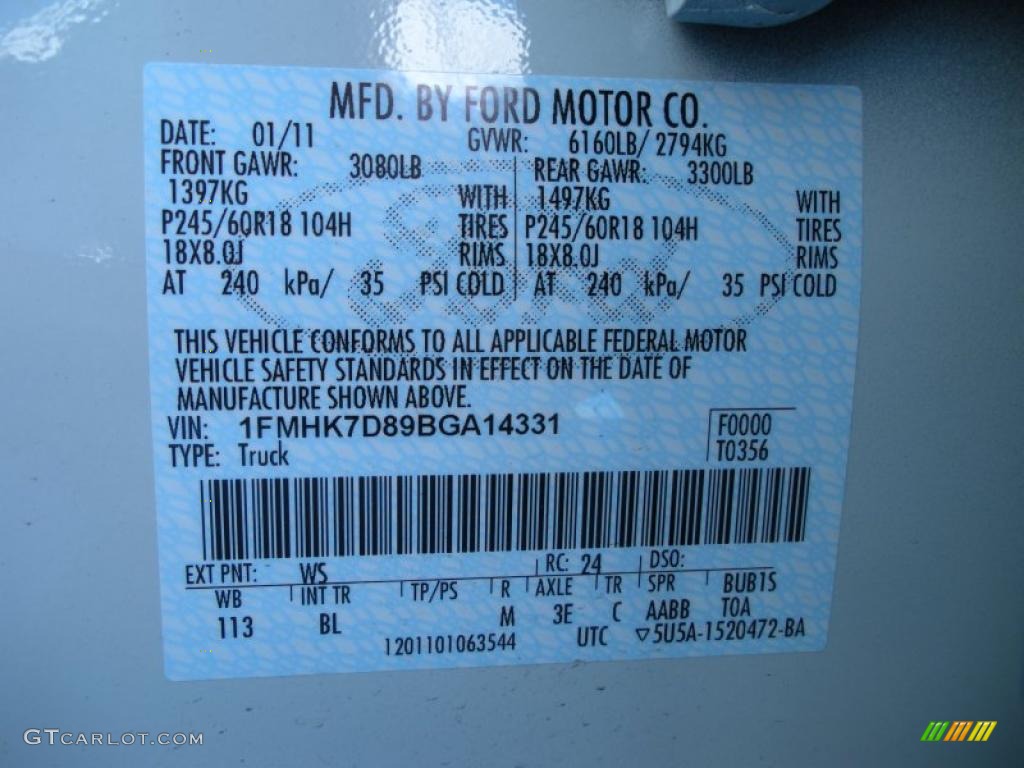 MFD. BY FORD MOTOR CO.
DATE: 01/11 GVWR: 6160LB/ 2794KG
FRONT GAWR: 3080LB REAR GAWR: 3300LB
1397KG WITH 1497KG WITH
P245/60R18 104H TIRES P245/60R18 104H TIRES
18X8.0J RIMS 18X8.0J RIMS
AT 240 kPa/ 35 PSI COLD AT 240 kPa/ 35 PSI COLD
THIS VEHICLE CONFORMS TO ALL APPLICABLE FEDERAL MOTOR
VEHICLE SAFETY STANDARDS IN EFFECT ON THE DATE OF
MANUFACTURE SHOWN ABOVE.
VIN: 1FMHK7D89BGA14331 F0000
TYPE: Truck T0356
EXT PNT: WS RC: 24 DSO:
WB INT TR TP/PS R AXLE TR SPR BUB1S
113 BL M 3E C AABB TOA
1201101063544 UTC ▽5U5A-1520472-BA
GTCARLOT.COM